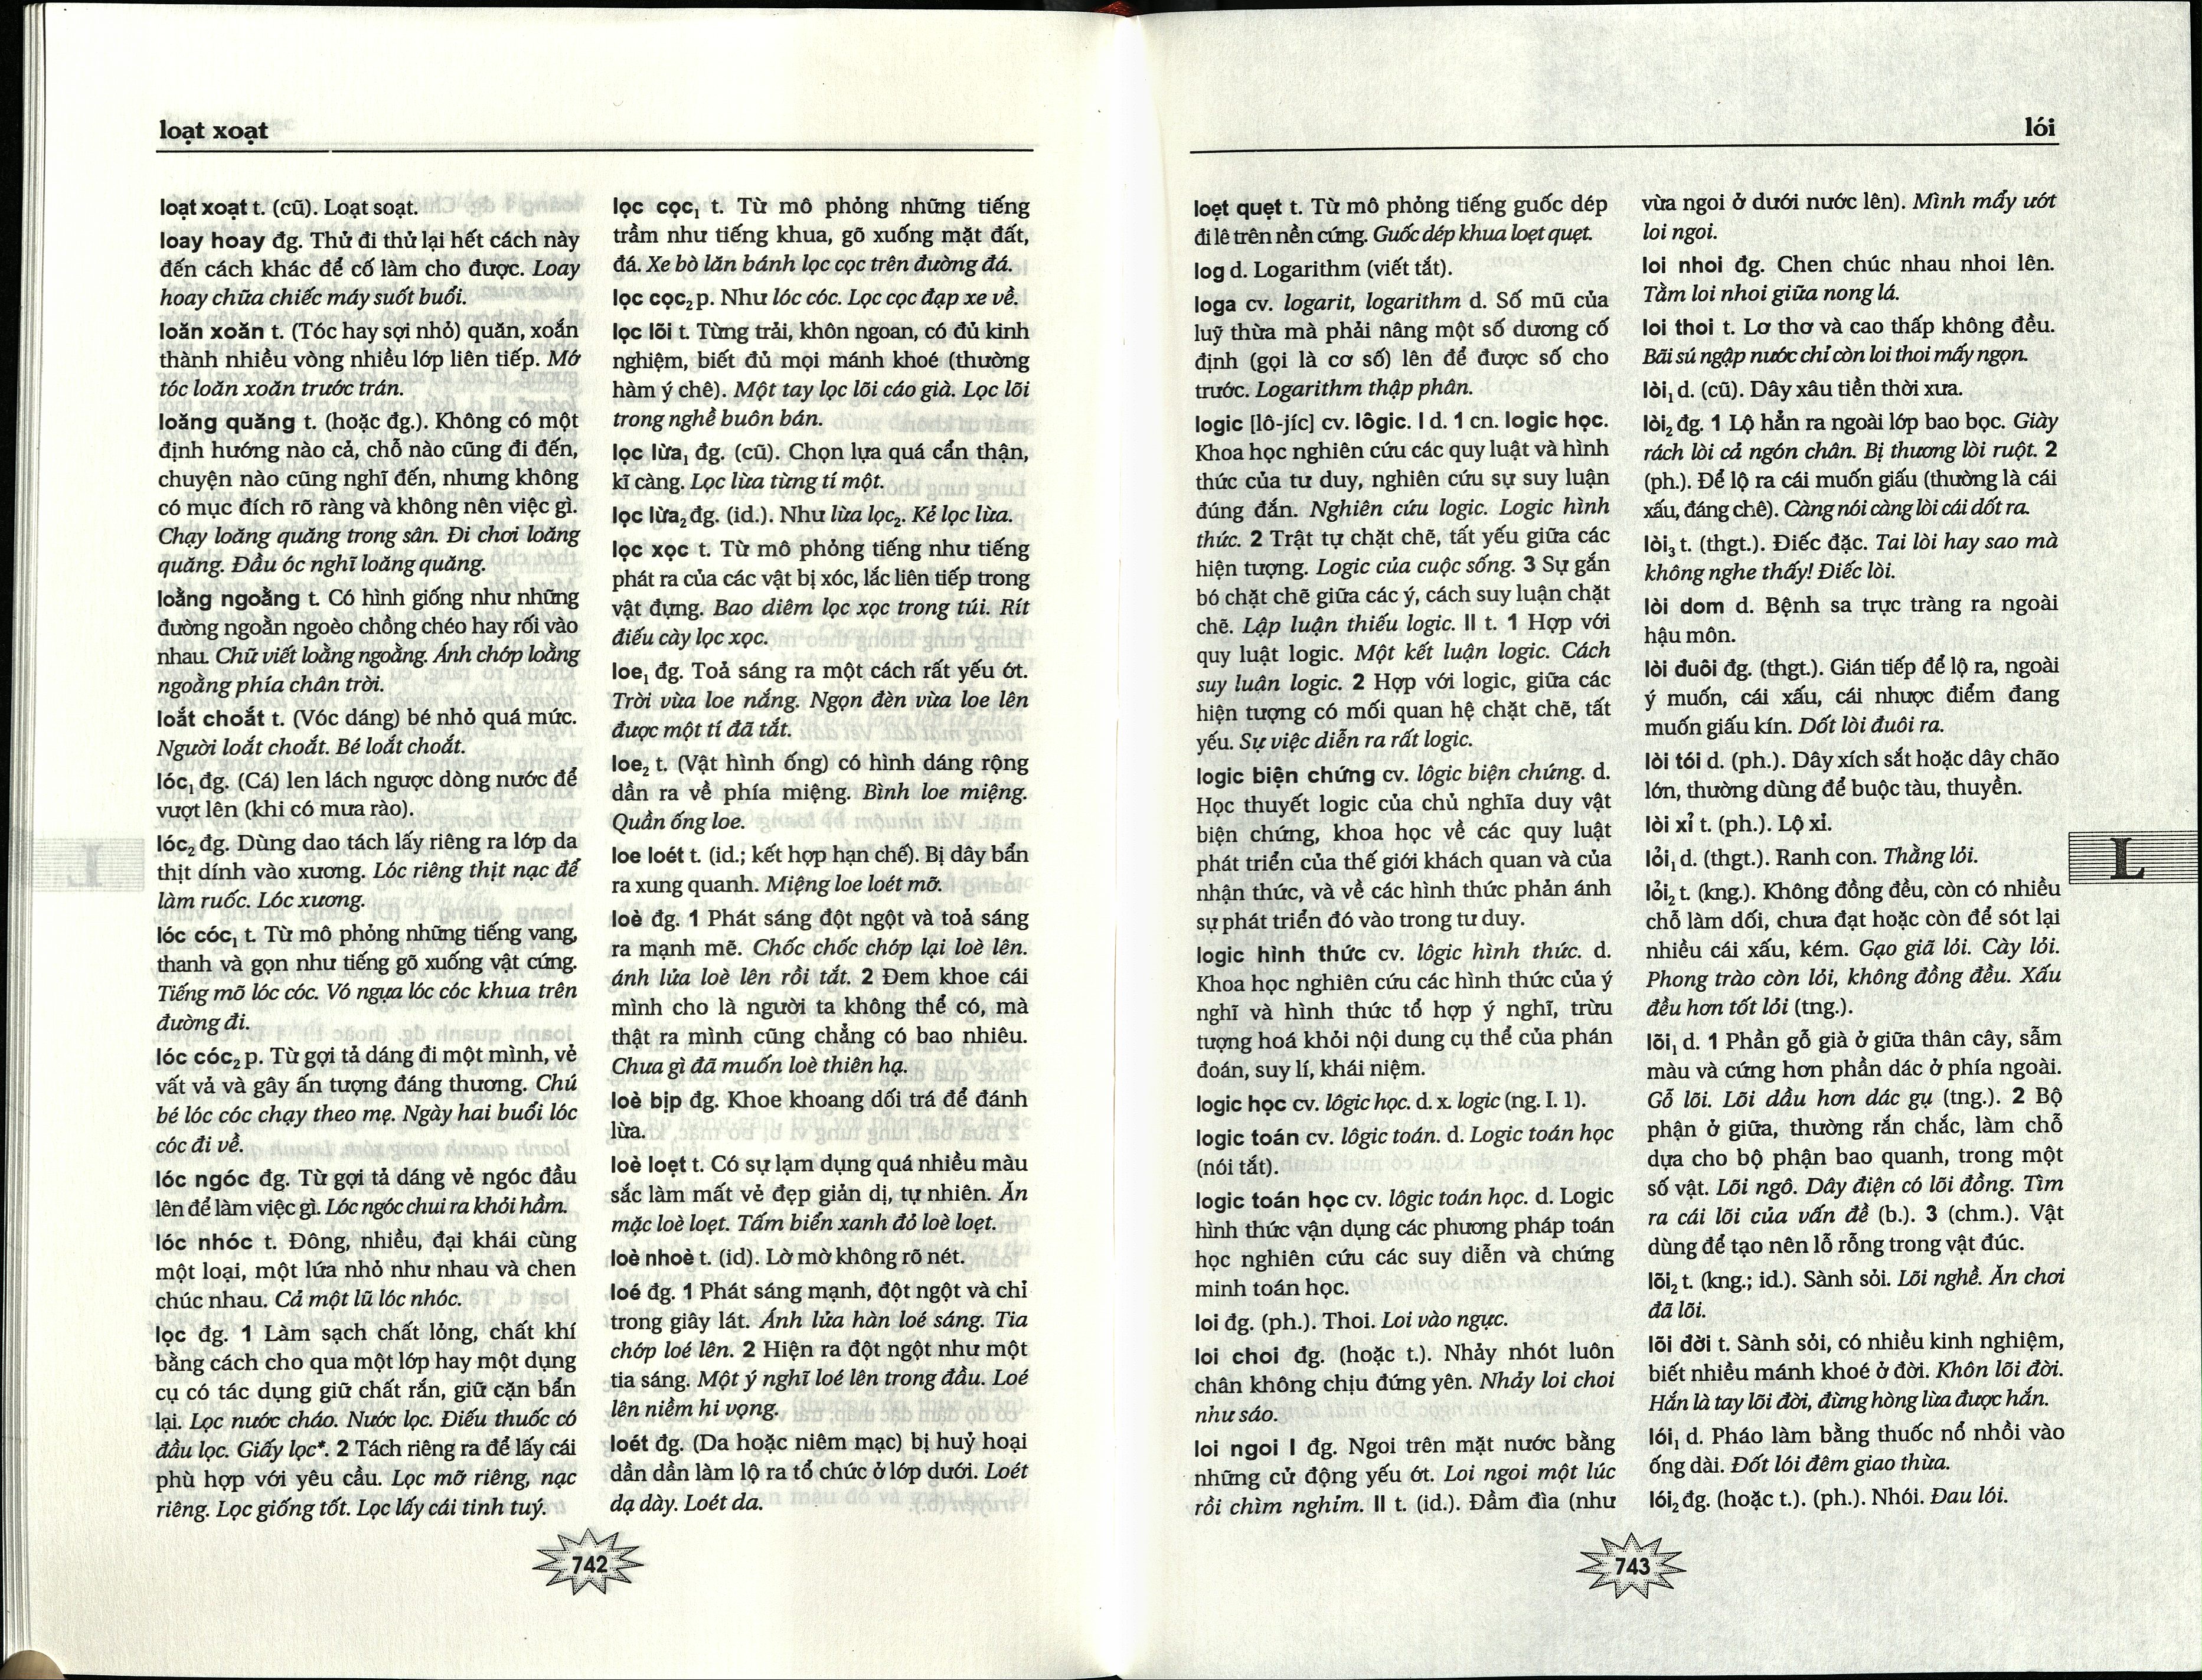 loạt xoạt
loạt xoạt t. (cũ). Loạt soạt.
loay hoay đg. Thử đi thử lại hết cách này
đến cách khác để cố làm cho được. Loay
hoay chữa chiếc máy suốt buổi.
loăn xoăn t. (Tóc hay sợi nhỏ) quăn, xoắn
thành nhiều vòng nhiều lớp liên tiếp. Mớ
tóc loăn xoăn trước trán.
loăng quăng t. (hoặc đg.). Không có một
định hướng nào cả, chỗ nào cũng đi đến,
chuyện nào cũng nghĩ đến, nhưng không
có mục đích rõ ràng và không nên việc gì.
Chạy loăng quăng trong sân. Đi chơi loăng
quăng. Đầu óc nghĩ loăng quăng.
loằng ngoằng t. Có hình giống như những
đường ngoằn ngoèo chồng chéo hay rối vào
nhau. Chữ viết loằng ngoằng. Ánh chớp loằng
ngoằng phía chân trời.
loắt choắt t. (Vóc dáng) bé nhỏ quá mức.
Người loắt choắt. Bé loắt choắt.
lóc₁ đg. (Cá) len lách ngược dòng nước để
vượt lên (khi có mưa rào).
lóc₂ đg. Dùng dao tách lấy riêng ra lớp da
thịt dính vào xương. Lóc riêng thịt nạc để
làm ruốc. Lóc xương.
lóc cóc₁ t. Từ mô phỏng những tiếng vang,
thanh và gọn như tiếng gõ xuống vật cứng.
Tiếng mõ lóc cóc. Vó ngựa lóc cóc khua trên
đường đi.
lóc cóc₂ p. Từ gợi tả dáng đi một mình, vẻ
vất vả và gây ấn tượng đáng thương. Chú
bé lóc cóc chạy theo mẹ. Ngày hai buổi lóc
cóc đi về.
lóc ngóc đg. Từ gợi tả dáng vẻ ngóc đầu
lên để làm việc gì. Lóc ngóc chui ra khỏi hầm.
lóc nhóc t. Đông, nhiều, đại khái cùng
một loại, một lứa nhỏ như nhau và chen
chúc nhau. Cả một lũ lóc nhóc.
lọc đg. 1 Làm sạch chất lỏng, chất khí
bằng cách cho qua một lớp hay một dụng
cụ có tác dụng giữ chất rắn, giữ cặn bẩn
lại. Lọc nước cháo. Nước lọc. Điếu thuốc có
đầu lọc. Giấy lọc*. 2 Tách riêng ra để lấy cái
phù hợp với yêu cầu. Lọc mỡ riêng, nạc
riêng. Lọc giống tốt. Lọc lấy cái tinh tuý.
lọc cọc₁ t. Từ mô phỏng những tiếng
trầm như tiếng khua, gõ xuống mặt đất,
đá. Xe bò lăn bánh lọc cọc trên đường đá.
lọc cọc₂ p. Như lóc cóc. Lọc cọc đạp xe về.
lọc lõi t. Từng trải, khôn ngoan, có đủ kinh
nghiệm, biết đủ mọi mánh khoé (thường
hàm ý chê). Một tay lọc lõi cáo già. Lọc lõi
trong nghề buôn bán.
lọc lừa₁ đg. (cũ). Chọn lựa quá cẩn thận,
kĩ càng. Lọc lừa từng tí một.
lọc lừa₂ đg. (id.). Như lừa lọc₂. Kẻ lọc lừa.
lọc xọc t. Từ mô phỏng tiếng như tiếng
phát ra của các vật bị xóc, lắc liên tiếp trong
vật đựng. Bao diêm lọc xọc trong túi. Rít
điếu cày lọc xọc.
loe₁ đg. Toả sáng ra một cách rất yếu ớt.
Trời vừa loe nắng. Ngọn đèn vừa loe lên
được một tí đã tắt.
loe₂ t. (Vật hình ống) có hình dáng rộng
dần ra về phía miệng. Bình loe miệng.
Quần ống loe.
loe loét t. (id.; kết hợp hạn chế). Bị dây bẩn
ra xung quanh. Miệng loe loét mỡ.
loè đg. 1 Phát sáng đột ngột và toả sáng
ra mạnh mẽ. Chốc chốc chớp lại loè lên.
ánh lửa loè lên rồi tắt. 2 Đem khoe cái
mình cho là người ta không thể có, mà
thật ra mình cũng chẳng có bao nhiêu.
Chưa gì đã muốn loè thiên hạ.
loè bịp đg. Khoe khoang dối trá để đánh
lừa.
loè loẹt t. Có sự lạm dụng quá nhiều màu
sắc làm mất vẻ đẹp giản dị, tự nhiên. Ăn
mặc loè loẹt. Tấm biển xanh đỏ loè loẹt.
loè nhoè t. (id). Lờ mờ không rõ nét.
loé đg. 1 Phát sáng mạnh, đột ngột và chỉ
trong giây lát. Ánh lửa hàn loé sáng. Tia
chớp loé lên. 2 Hiện ra đột ngột như một
tia sáng. Một ý nghĩ loé lên trong đầu. Loé
lên niềm hi vọng.
loét đg. (Da hoặc niêm mạc) bị huỷ hoại
dần dần làm lộ ra tổ chức ở lớp dưới. Loét
dạ dày. Loét da.
742
lói
loẹt quẹt t. Từ mô phỏng tiếng guốc dép
đi lê trên nền cứng. Guốc dép khua loẹt quẹt.
log d. Logarithm (viết tắt).
loga cv. logarit, logarithm d. Số mũ của
luỹ thừa mà phải nâng một số dương cố
định (gọi là cơ số) lên để được số cho
trước. Logarithm thập phân.
logic [lô-jíc] cv. lôgic. I d. 1 cn. logic học.
Khoa học nghiên cứu các quy luật và hình
thức của tư duy, nghiên cứu sự suy luận
đúng đắn. Nghiên cứu logic. Logic hình
thức. 2 Trật tự chặt chẽ, tất yếu giữa các
hiện tượng. Logic của cuộc sống. 3 Sự gắn
bó chặt chẽ giữa các ý, cách suy luận chặt
chẽ. Lập luận thiếu logic. II t. 1 Hợp với
quy luật logic. Một kết luận logic. Cách
suy luận logic. 2 Hợp với logic, giữa các
hiện tượng có mối quan hệ chặt chẽ, tất
yếu. Sự việc diễn ra rất logic.
logic biện chứng cv. lôgic biện chứng. d.
Học thuyết logic của chủ nghĩa duy vật
biện chứng, khoa học về các quy luật
phát triển của thế giới khách quan và của
nhận thức, và về các hình thức phản ánh
sự phát triển đó vào trong tư duy.
logic hình thức cv. lôgic hình thức. d.
Khoa học nghiên cứu các hình thức của ý
nghĩ và hình thức tổ hợp ý nghĩ, trừu
tượng hoá khỏi nội dung cụ thể của phán
đoán, suy lí, khái niệm.
logic học cv. lôgic học. d. x. logic (ng. I. 1).
logic toán cv. lôgic toán. d. Logic toán học
(nói tắt).
logic toán học cv. lôgic toán học. d. Logic
hình thức vận dụng các phương pháp toán
học nghiên cứu các suy diễn và chứng
minh toán học.
loi đg. (ph.). Thoi. Loi vào ngực.
loi choi đg. (hoặc t.). Nhảy nhót luôn
chân không chịu đứng yên. Nhảy loi choi
như sáo.
loi ngoi I đg. Ngoi trên mặt nước bằng
những cử động yếu ớt. Loi ngoi một lúc
rồi chìm nghỉm. II t. (id.). Đầm đìa (như
vừa ngoi ở dưới nước lên). Mình mẩy ướt
loi ngoi.
loi nhoi đg. Chen chúc nhau nhoi lên.
Tằm loi nhoi giữa nong lá.
loi thoi t. Lơ thơ và cao thấp không đều.
Bãi sú ngập nước chỉ còn loi thoi mấy ngọn.
lòi₁ d. (cũ). Dây xâu tiền thời xưa.
lòi₂ đg. 1 Lộ hẳn ra ngoài lớp bao bọc. Giày
rách lòi cả ngón chân. Bị thương lòi ruột. 2
(ph.). Để lộ ra cái muốn giấu (thường là cái
xấu, đáng chê). Càng nói càng lòi cái dốt ra.
lòi₃ t. (thgt.). Điếc đặc. Tai lòi hay sao mà
không nghe thấy! Điếc lòi.
lòi dom d. Bệnh sa trực tràng ra ngoài
hậu môn.
lòi đuôi đg. (thgt.). Gián tiếp để lộ ra, ngoài
ý muốn, cái xấu, cái nhược điểm đang
muốn giấu kín. Dốt lòi đuôi ra.
lòi tói d. (ph.). Dây xích sắt hoặc dây chão
lớn, thường dùng để buộc tàu, thuyền.
lòi xỉ t. (ph.). Lộ xỉ.
lỏi₁ d. (thgt.). Ranh con. Thằng lỏi.
lỏi₂ t. (kng.). Không đồng đều, còn có nhiều
chỗ làm dối, chưa đạt hoặc còn để sót lại
nhiều cái xấu, kém. Gạo giã lỏi. Cày lỏi.
Phong trào còn lỏi, không đồng đều. Xấu
đều hơn tốt lỏi (tng.).
lõi₁ d. 1 Phần gỗ già ở giữa thân cây, sẫm
màu và cứng hơn phần dác ở phía ngoài.
Gỗ lõi. Lõi dầu hơn dác gụ (tng.). 2 Bộ
phận ở giữa, thường rắn chắc, làm chỗ
dựa cho bộ phận bao quanh, trong một
số vật. Lõi ngô. Dây điện có lõi đồng. Tìm
ra cái lõi của vấn đề (b.). 3 (chm.). Vật
dùng để tạo nên lỗ rỗng trong vật đúc.
lõi₂ t. (kng.; id.). Sành sỏi. Lõi nghề. Ăn chơi
đã lõi.
lõi đời t. Sành sỏi, có nhiều kinh nghiệm,
biết nhiều mánh khoé ở đời. Khôn lõi đời.
Hắn là tay lõi đời, đừng hòng lừa được hắn.
lói₁ d. Pháo làm bằng thuốc nổ nhồi vào
ống dài. Đốt lói đêm giao thừa.
lói₂ đg. (hoặc t.). (ph.). Nhói. Đau lói.
L
743